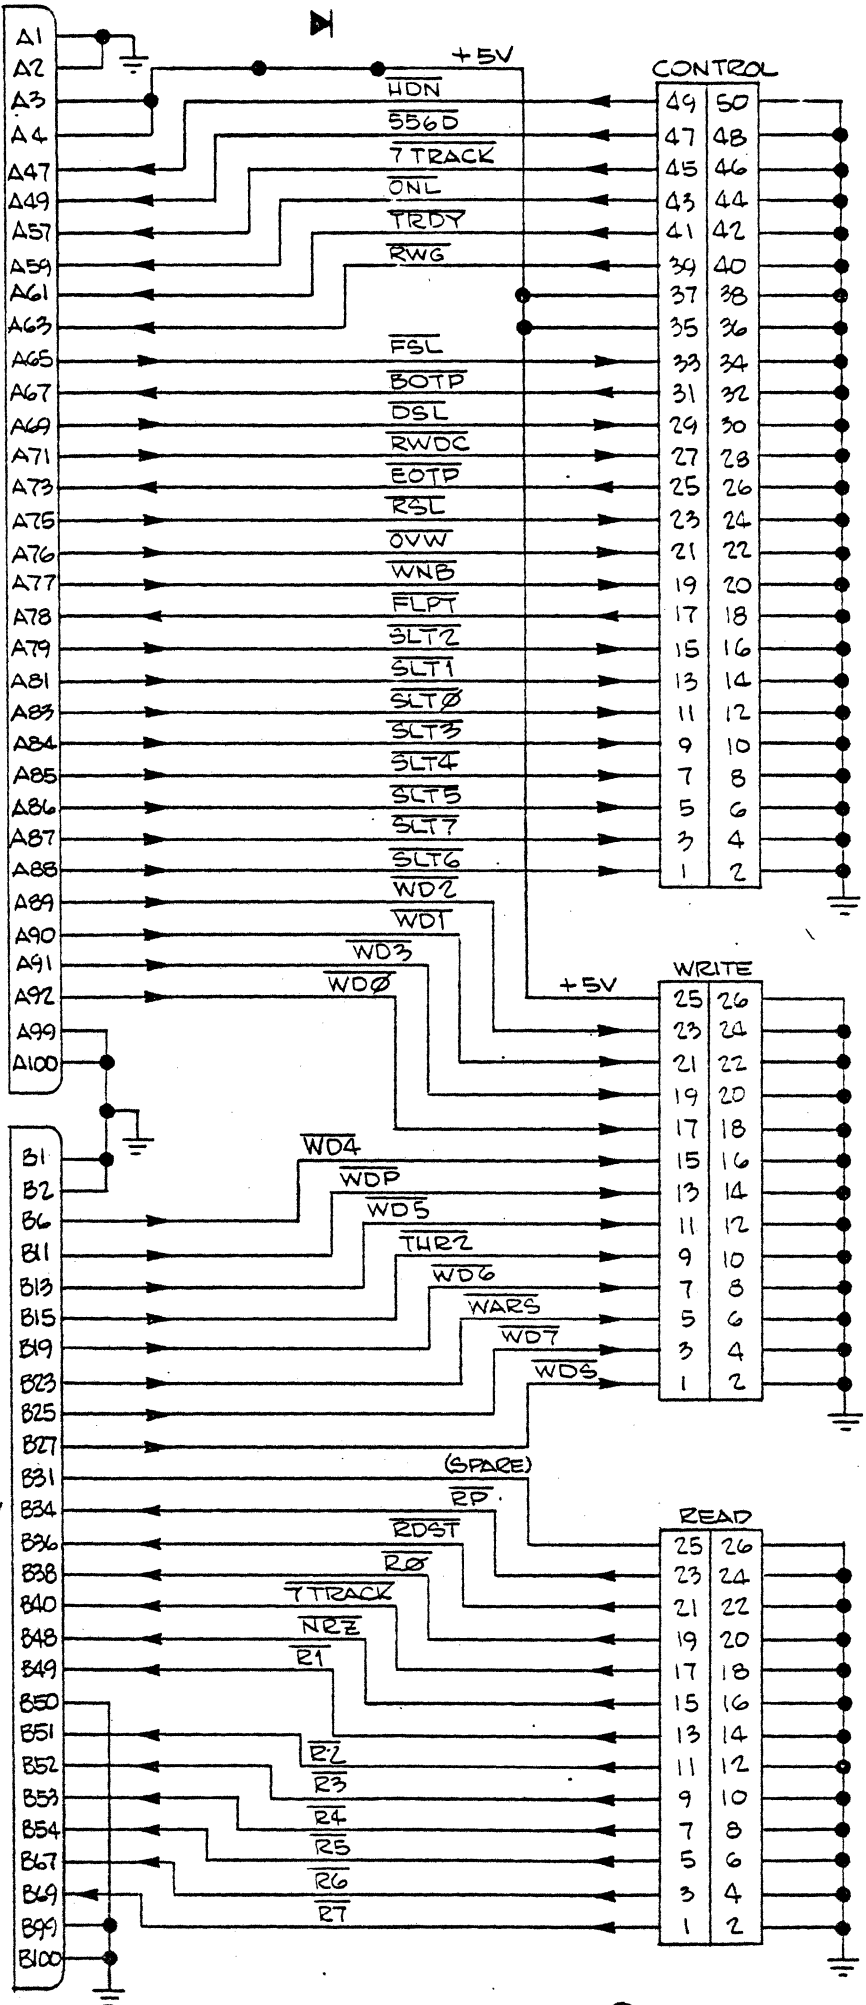 +5V
CONTROL
A1
A2
A3 HDN 49 50
A4 556D 47 48
A47 7 TRACK 45 46
A49 ONL 43 44
A57 TRDY 41 42
A59 RWG 39 40
A61 37 38
A63 35 36
A65 FSL 33 34
A67 BOTP 31 32
A69 DSL 29 30
A71 RWDC 27 28
A73 EOTP 25 26
A75 RSL 23 24
A76 OVW 21 22
A77 WNB 19 20
A78 FLPT 17 18
A79 SLT2 15 16
A81 SLT1 13 14
A83 SLTØ 11 12
A84 SLT3 9 10
A85 SLT4 7 8
A86 SLT5 5 6
A87 SLT7 3 4
A88 SLT6 1 2
A89 WD2
A90 WD1
A91 WD3 WRITE
A92 WDØ +5V 25 26
A99 23 24
A100 21 22
19 20
17 18
B1 WD4 15 16
B2 WDP 13 14
B6 WD5 11 12
B11 THR2 9 10
B13 WD6 7 8
B15 WARS 5 6
B19 WD7 3 4
B23 WDS 1 2
B25
B27
B31 (SPARE)
B34 RP READ
B36 RDST 25 26
B38 RØ 23 24
B40 7 TRACK 21 22
B48 NRZ 19 20
B49 R1 17 18
B50 15 16
B51 13 14
B52 R2 11 12
B53 R3 9 10
B54 R4 7 8
B67 R5 5 6
B69 R6 3 4
B99 R7 1 2
B100